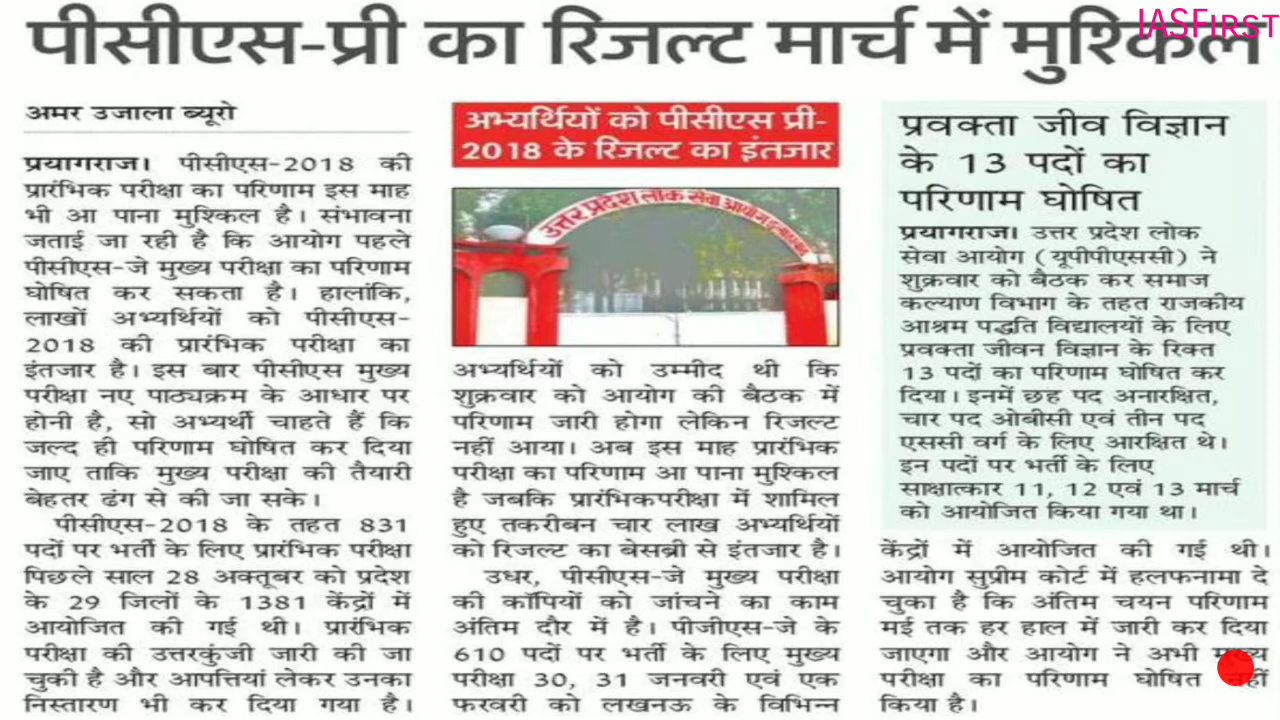 पीसीएस-प्री का रिजल्ट मार्च में मुश्किल
IASFIRST
अमर उजाला ब्यूरो
प्रयागराज। पीसीएस-2018 की
प्रारंभिक परीक्षा का परिणाम इस माह
भी आ पाना मुश्किल है। संभावना
जताई जा रही है कि आयोग पहले
पीसीएस-जे मुख्य परीक्षा का परिणाम
घोषित कर सकता है। हालांकि,
लाखों अभ्यर्थियों को पीसीएस-
2018 की प्रारंभिक परीक्षा का
इंतजार है। इस बार पीसीएस मुख्य
परीक्षा नए पाठ्यक्रम के आधार पर
होनी है, सो अभ्यर्थी चाहते हैं कि
जल्द ही परिणाम घोषित कर दिया
जाए ताकि मुख्य परीक्षा की तैयारी
बेहतर ढंग से की जा सके।
पीसीएस-2018 के तहत 831
पदों पर भर्ती के लिए प्रारंभिक परीक्षा
पिछले साल 28 अक्तूबर को प्रदेश
के 29 जिलों के 1381 केंद्रों में
आयोजित की गई थी। प्रारंभिक
परीक्षा की उत्तरकुंजी जारी की जा
चुकी है और आपत्तियां लेकर उनका
निस्तारण भी कर दिया गया है।
अभ्यर्थियों को पीसीएस प्री-
2018 के रिजल्ट का इंतजार
उत्तर प्रदेश लोक सेवा आयोग इलाहाबाद
अभ्यर्थियों को उम्मीद थी कि
शुक्रवार को आयोग की बैठक में
परिणाम जारी होगा लेकिन रिजल्ट
नहीं आया। अब इस माह प्रारंभिक
परीक्षा का परिणाम आ पाना मुश्किल
है जबकि प्रारंभिकपरीक्षा में शामिल
हुए तकरीबन चार लाख अभ्यर्थियों
को रिजल्ट का बेसब्री से इंतजार है।
उधर, पीसीएस-जे मुख्य परीक्षा
की कॉपियों को जांचने का काम
अंतिम दौर में है। पीजीएस-जे के
610 पदों पर भर्ती के लिए मुख्य
परीक्षा 30, 31 जनवरी एवं एक
फरवरी को लखनऊ के विभिन्न
प्रवक्ता जीव विज्ञान
के 13 पदों का
परिणाम घोषित
प्रयागराज। उत्तर प्रदेश लोक
सेवा आयोग (यूपीपीएससी) ने
शुक्रवार को बैठक कर समाज
कल्याण विभाग के तहत राजकीय
आश्रम पद्धति विद्यालयों के लिए
प्रवक्ता जीवन विज्ञान के रिक्त
13 पदों का परिणाम घोषित कर
दिया। इनमें छह पद अनारक्षित,
चार पद ओबीसी एवं तीन पद
एससी वर्ग के लिए आरक्षित थे।
इन पदों पर भर्ती के लिए
साक्षात्कार 11, 12 एवं 13 मार्च
को आयोजित किया गया था।
केंद्रों में आयोजित की गई थी।
आयोग सुप्रीम कोर्ट में हलफनामा दे
चुका है कि अंतिम चयन परिणाम
मई तक हर हाल में जारी कर दिया
जाएगा और आयोग ने अभी मुख्य
परीक्षा का परिणाम घोषित नहीं
किया है।